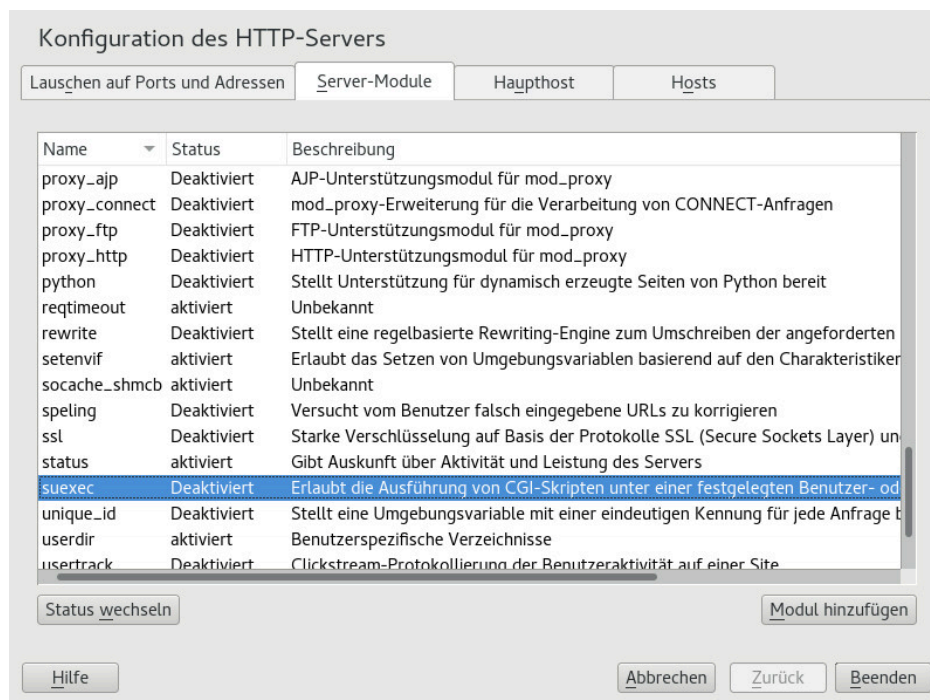 Konfiguration des HTTP-Servers
Lauschen auf Ports und Adressen Server-Module Haupthost Hosts
Name Status Beschreibung
proxy_ajp Deaktiviert AJP-Unterstützungsmodul für mod_proxy
proxy_connect Deaktiviert mod_proxy-Erweiterung für die Verarbeitung von CONNECT-Anfragen
proxy_ftp Deaktiviert FTP-Unterstützungsmodul für mod_proxy
proxy_http Deaktiviert HTTP-Unterstützungsmodul für mod_proxy
python Deaktiviert Stellt Unterstützung für dynamisch erzeugte Seiten von Python bereit
reqtimeout aktiviert Unbekannt
rewrite Deaktiviert Stellt eine regelbasierte Rewriting-Engine zum Umschreiben der angeforderten
setenvif aktiviert Erlaubt das Setzen von Umgebungsvariablen basierend auf den Charakteristiken
socache_shmcb aktiviert Unbekannt
speling Deaktiviert Versucht vom Benutzer falsch eingegebene URLs zu korrigieren
ssl Deaktiviert Starke Verschlüsselung auf Basis der Protokolle SSL (Secure Sockets Layer) un
status aktiviert Gibt Auskunft über Aktivität und Leistung des Servers
suexec Deaktiviert Erlaubt die Ausführung von CGI-Skripten unter einer festgelegten Benutzer- od
unique_id Deaktiviert Stellt eine Umgebungsvariable mit einer eindeutigen Kennung für jede Anfrage b
userdir aktiviert Benutzerspezifische Verzeichnisse
usertrack Deaktiviert Clickstream-Protokollierung der Benutzeraktivität auf einer Site
Status wechseln Modul hinzufügen
Hilfe Abbrechen Zurück Beenden